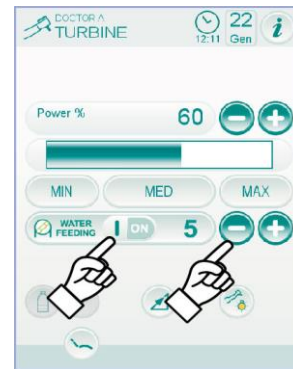 DOCTOR A
TURBINE
12:11
22
Gen
i
Power %
60
MIN
MED
MAX
WATER
FEEDING
I ON
5